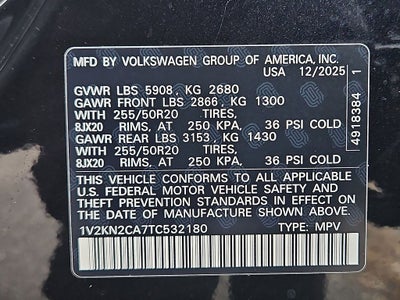 MFD. BY VOLKSWAGEN GROUP OF AMERICA, INC.
USA 12/2025
GVWR LBS 5908, KG 2680
GAWR FRONT LBS 2866, KG 1300
WITH 255/50R20 TIRES,
8JX20 RIMS, AT 250 KPA, 36 PSI COLD
GAWR REAR LBS 3153, KG 1430
WITH 255/50R20 TIRES,
8JX20 RIMS, AT 250 KPA, 36 PSI COLD
THIS VEHICLE CONFORMS TO ALL APPLICABLE
U.S. FEDERAL MOTOR VEHICLE SAFETY AND
THEFT PREVENTION STANDARDS IN EFFECT ON THE
DATE OF MANUFACTURE SHOWN ABOVE.
1V2KN2CA7TC532180 TYPE: MPV
4918384 1